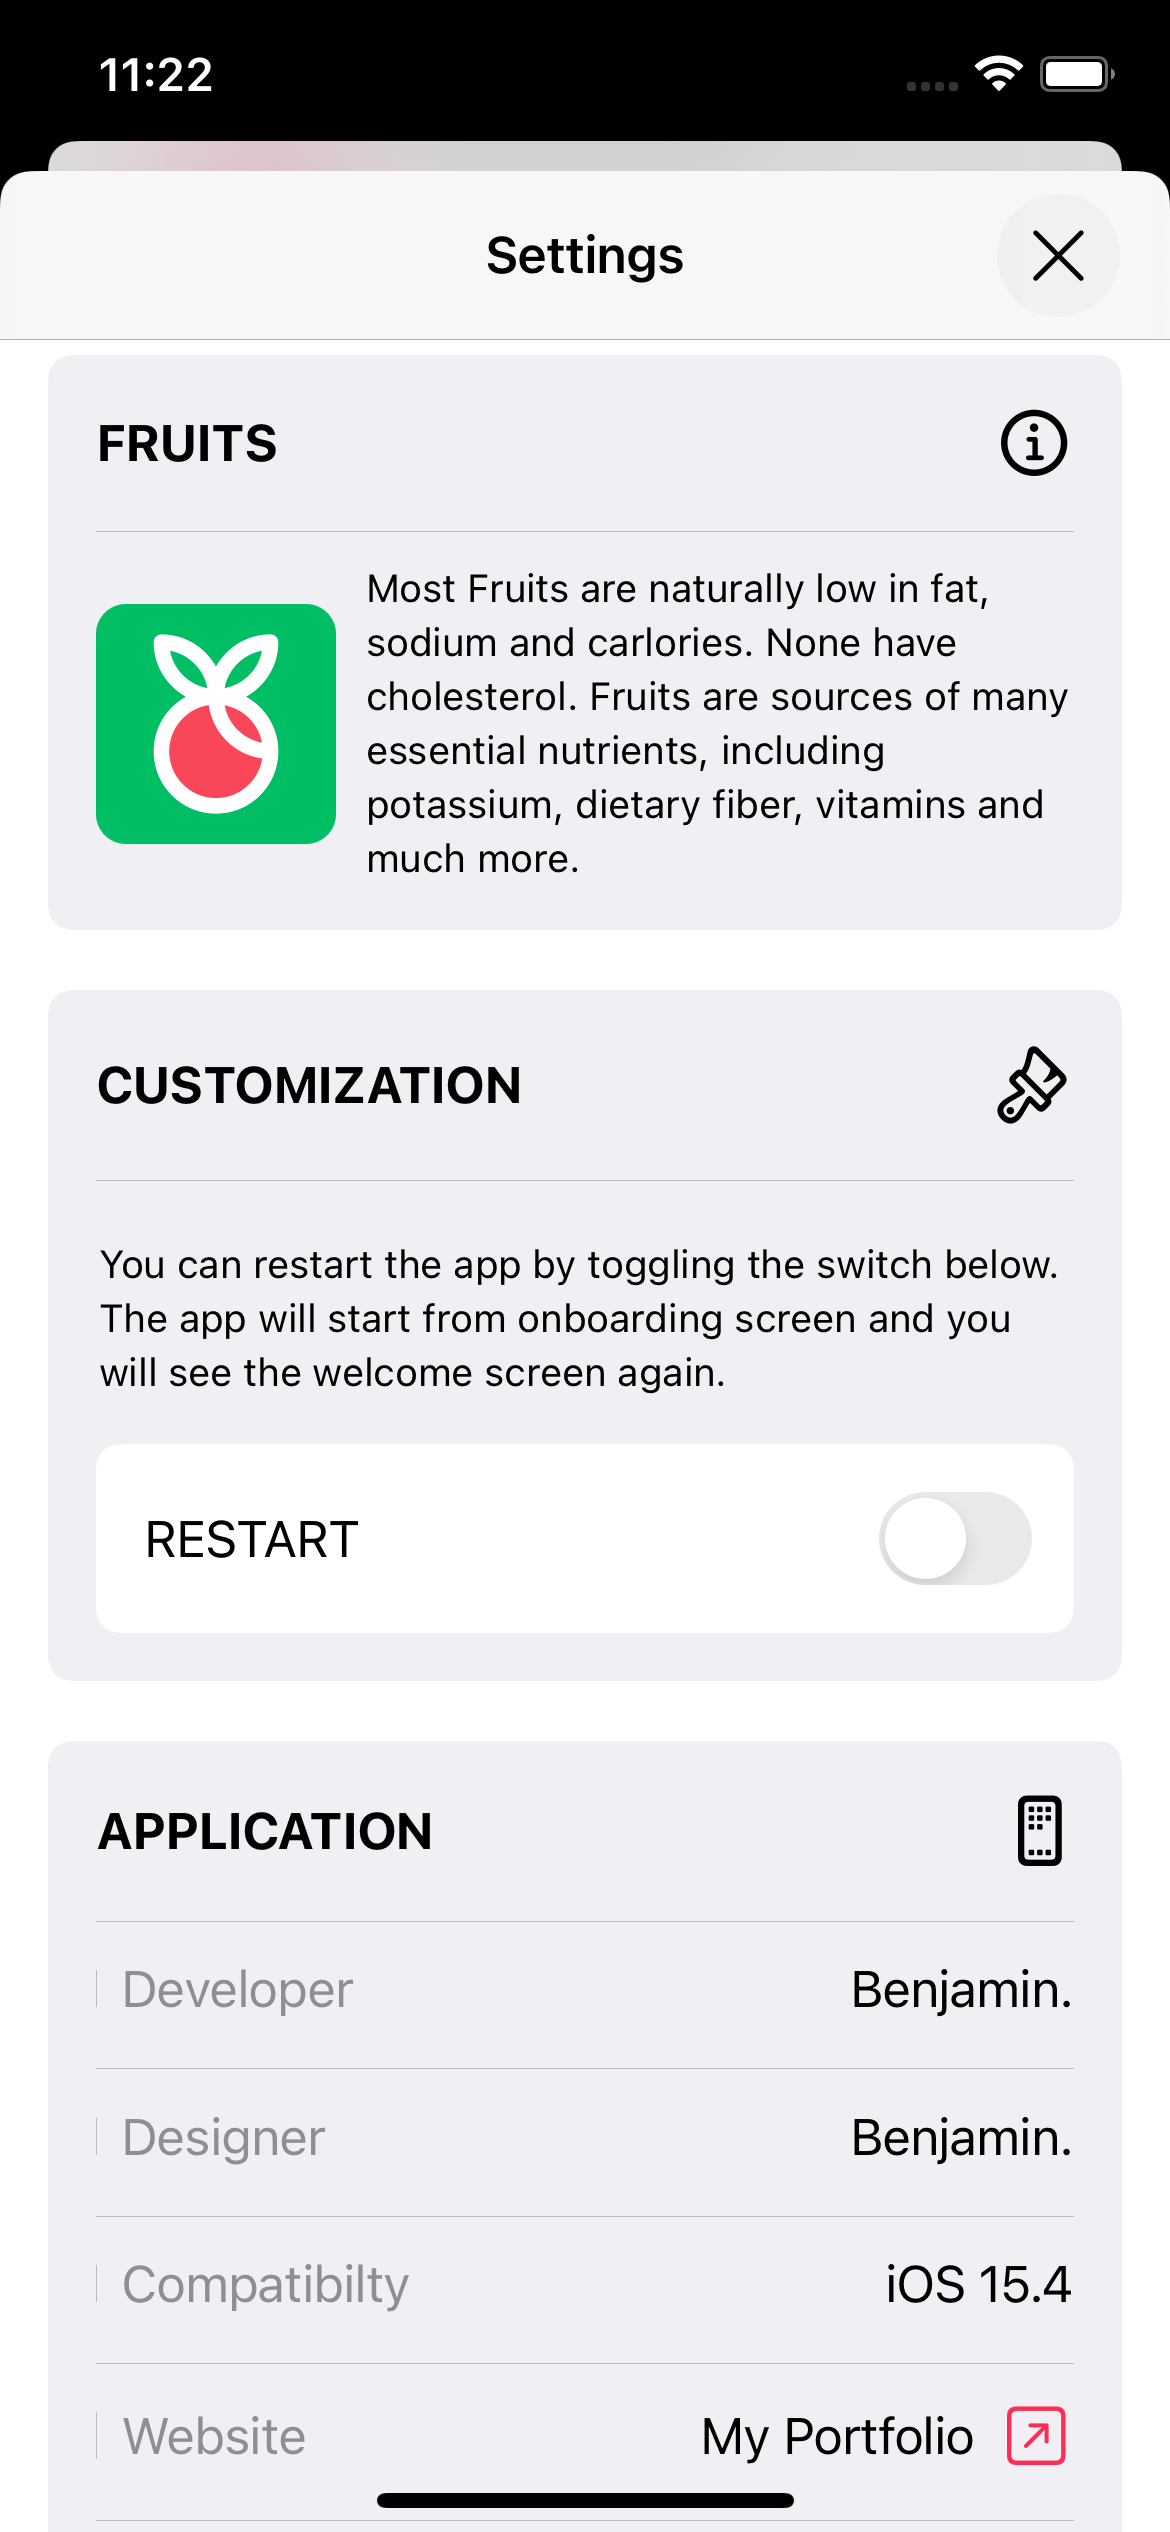 11:22
Settings
FRUITS
Most Fruits are naturally low in fat,
sodium and carlories. None have
cholesterol. Fruits are sources of many
essential nutrients, including
potassium, dietary fiber, vitamins and
much more.
CUSTOMIZATION
You can restart the app by toggling the switch below.
The app will start from onboarding screen and you
will see the welcome screen again.
RESTART
APPLICATION
Developer Benjamin.
Designer Benjamin.
Compatibilty iOS 15.4
Website My Portfolio